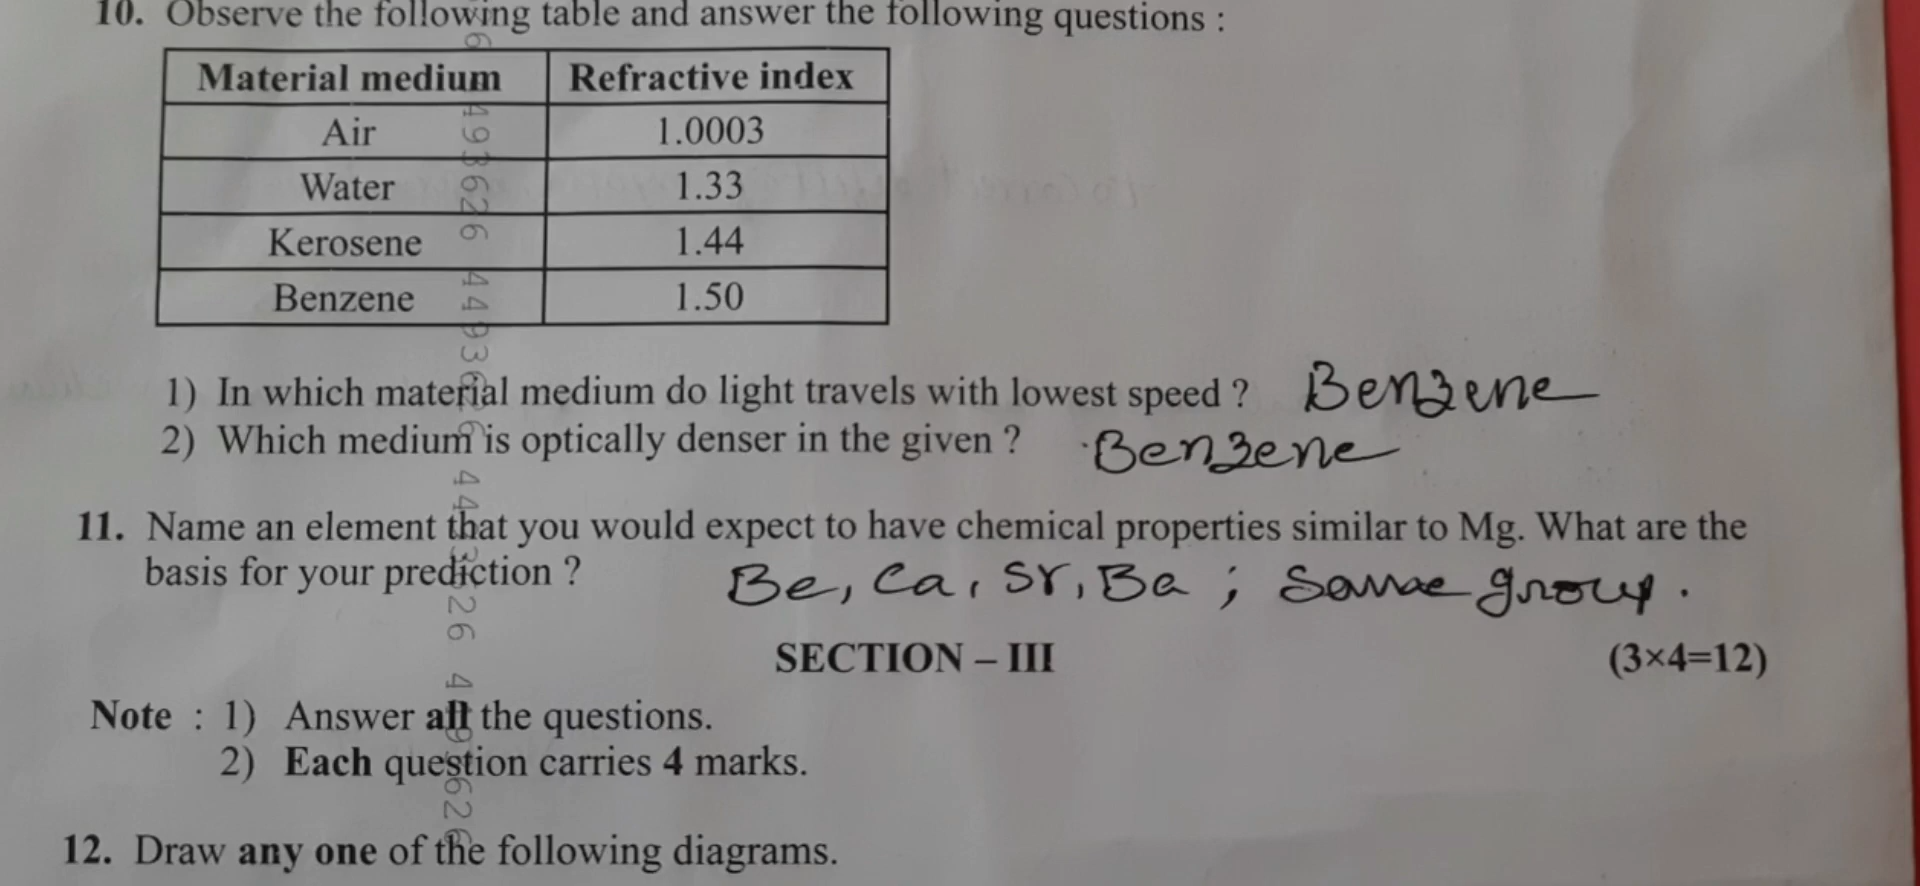 10. Observe the following table and answer the following questions :
Material medium Refractive index
Air 1.0003
Water 1.33
Kerosene 1.44
Benzene 1.50
1) In which material medium do light travels with lowest speed ? Benzene
2) Which medium is optically denser in the given ? Benzene
11. Name an element that you would expect to have chemical properties similar to Mg. What are the
basis for your prediction ? Be, Ca, Sr, Ba ; Same group.
SECTION – III (3×4=12)
Note : 1) Answer all the questions.
2) Each question carries 4 marks.
12. Draw any one of the following diagrams.